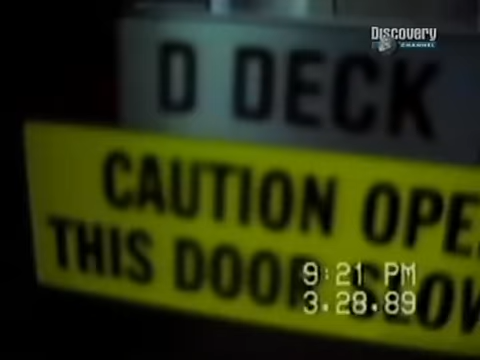 Discovery
CHANNEL
D DECK
CAUTION OPE
THIS DOOR SLOW
9:21 PM
3.28.89